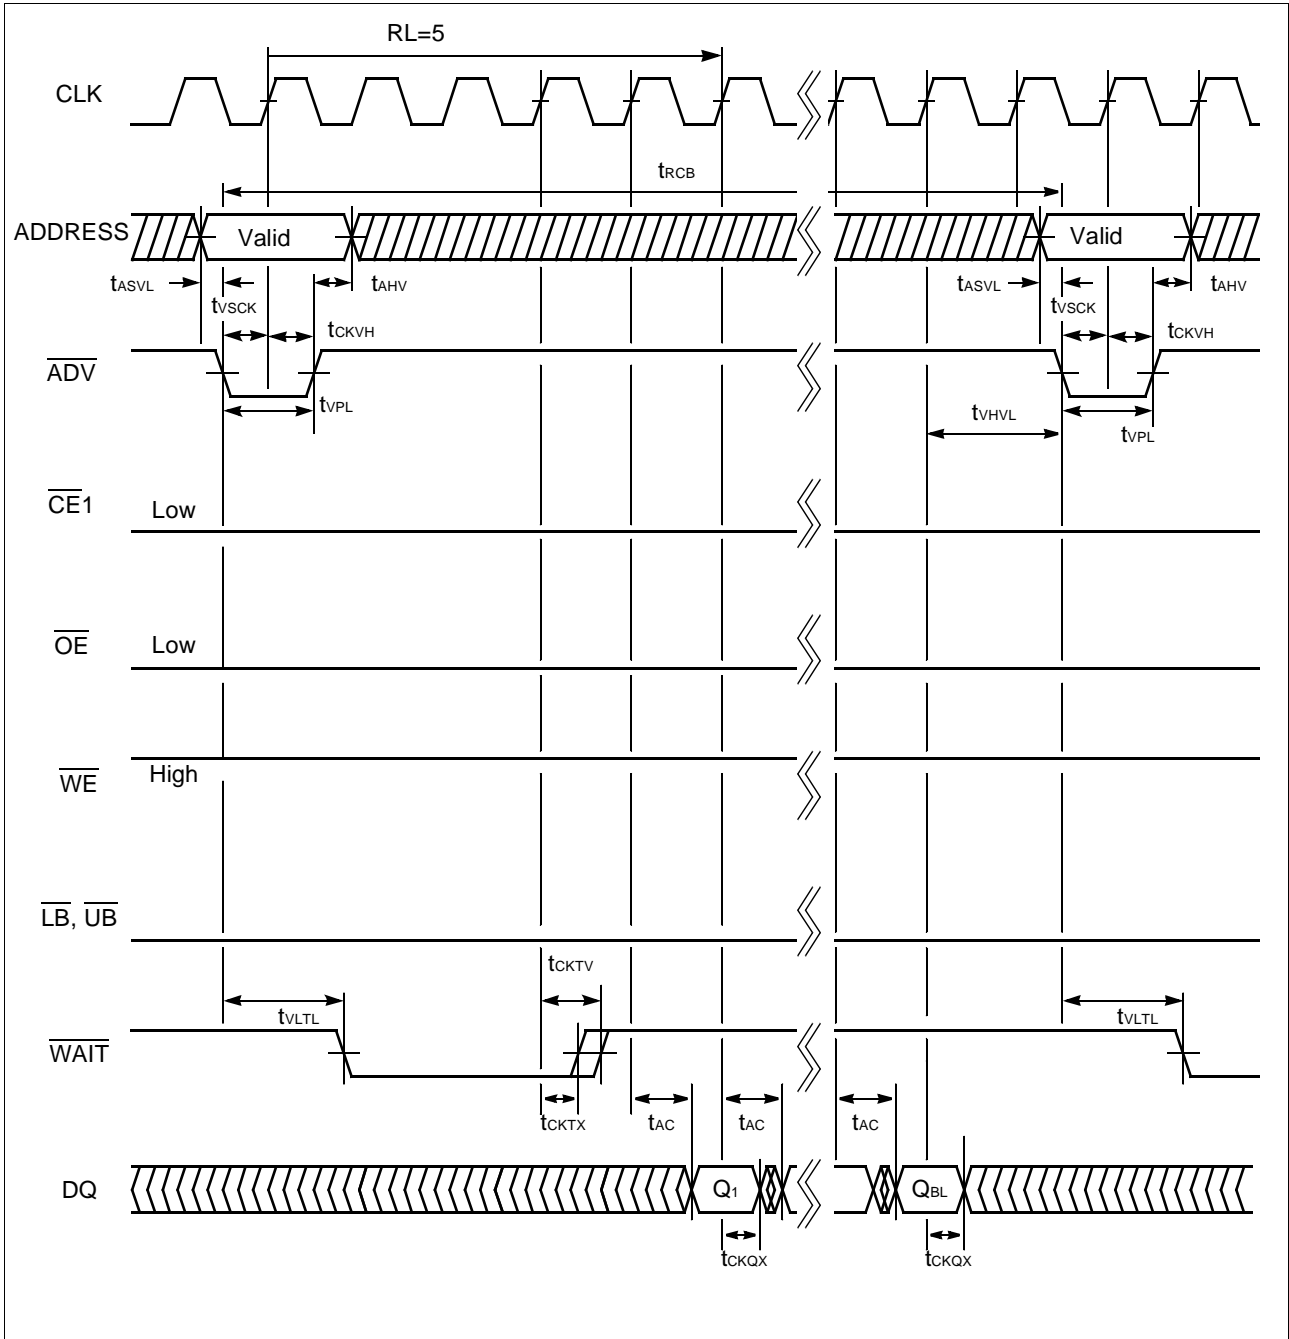 RL=5
CLK
tRCB
ADDRESS Valid Valid
tASVL tAHV tASVL tAHV
tVSCK tVSCK
tCKVH tCKVH
ADV
tVPL tVHVL tVPL
CE1 Low
OE Low
WE High
LB, UB
tCKTV
tVLTL tVLTL
WAIT
tCKTX tAC tAC tAC
DQ Q1 QBL
tCKQX tCKQX